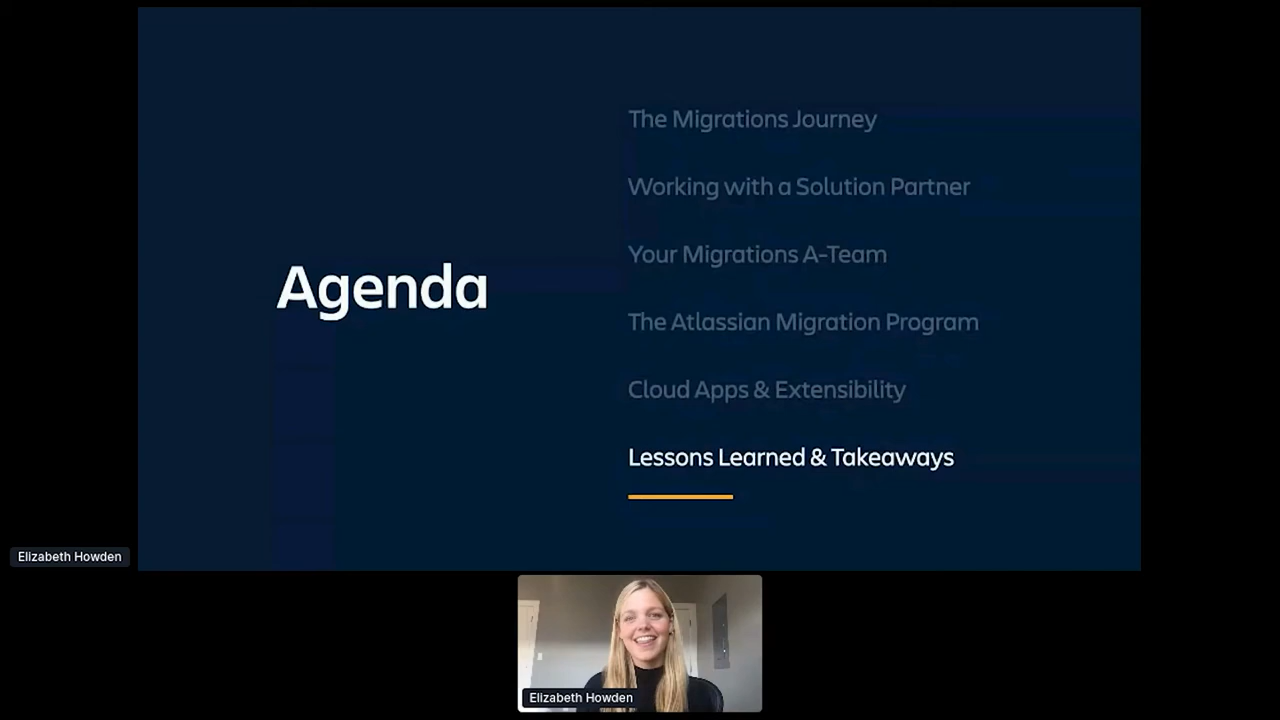 The Migrations Journey
Working with a Solution Partner
Your Migrations A-Team
Agenda
The Atlassian Migration Program
Cloud Apps & Extensibility
Lessons Learned & Takeaways
Elizabeth Howden
Elizabeth Howden